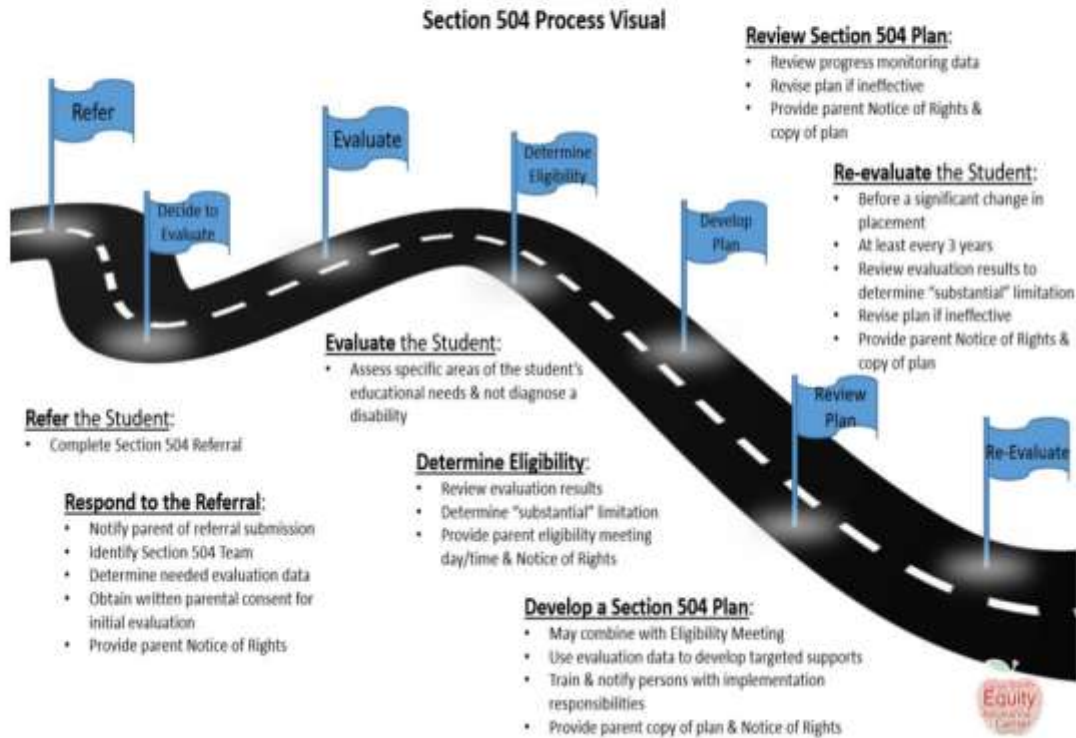 Section 504 Process Visual
Refer
Decide to
Evaluate
Evaluate
Determine
Eligibility
Develop
Plan
Review
Plan
Re-Evaluate
Refer the Student:
• Complete Section 504 Referral
Respond to the Referral:
• Notify parent of referral submission
• Identify Section 504 Team
• Determine needed evaluation data
• Obtain written parental consent for
initial evaluation
• Provide parent Notice of Rights
Evaluate the Student:
• Assess specific areas of the student's
educational needs & not diagnose a
disability
Determine Eligibility:
• Review evaluation results
• Determine "substantial" limitation
• Provide parent eligibility meeting
day/time & Notice of Rights
Develop a Section 504 Plan:
• May combine with Eligibility Meeting
• Use evaluation data to develop targeted supports
• Train & notify persons with implementation
responsibilities
• Provide parent copy of plan & Notice of Rights
Review Section 504 Plan:
• Review progress monitoring data
• Revise plan if ineffective
• Provide parent Notice of Rights &
copy of plan
Re-evaluate the Student:
• Before a significant change in
placement
• At least every 3 years
• Review evaluation results to
determine "substantial" limitation
• Revise plan if ineffective
• Provide parent Notice of Rights &
copy of plan
Equity